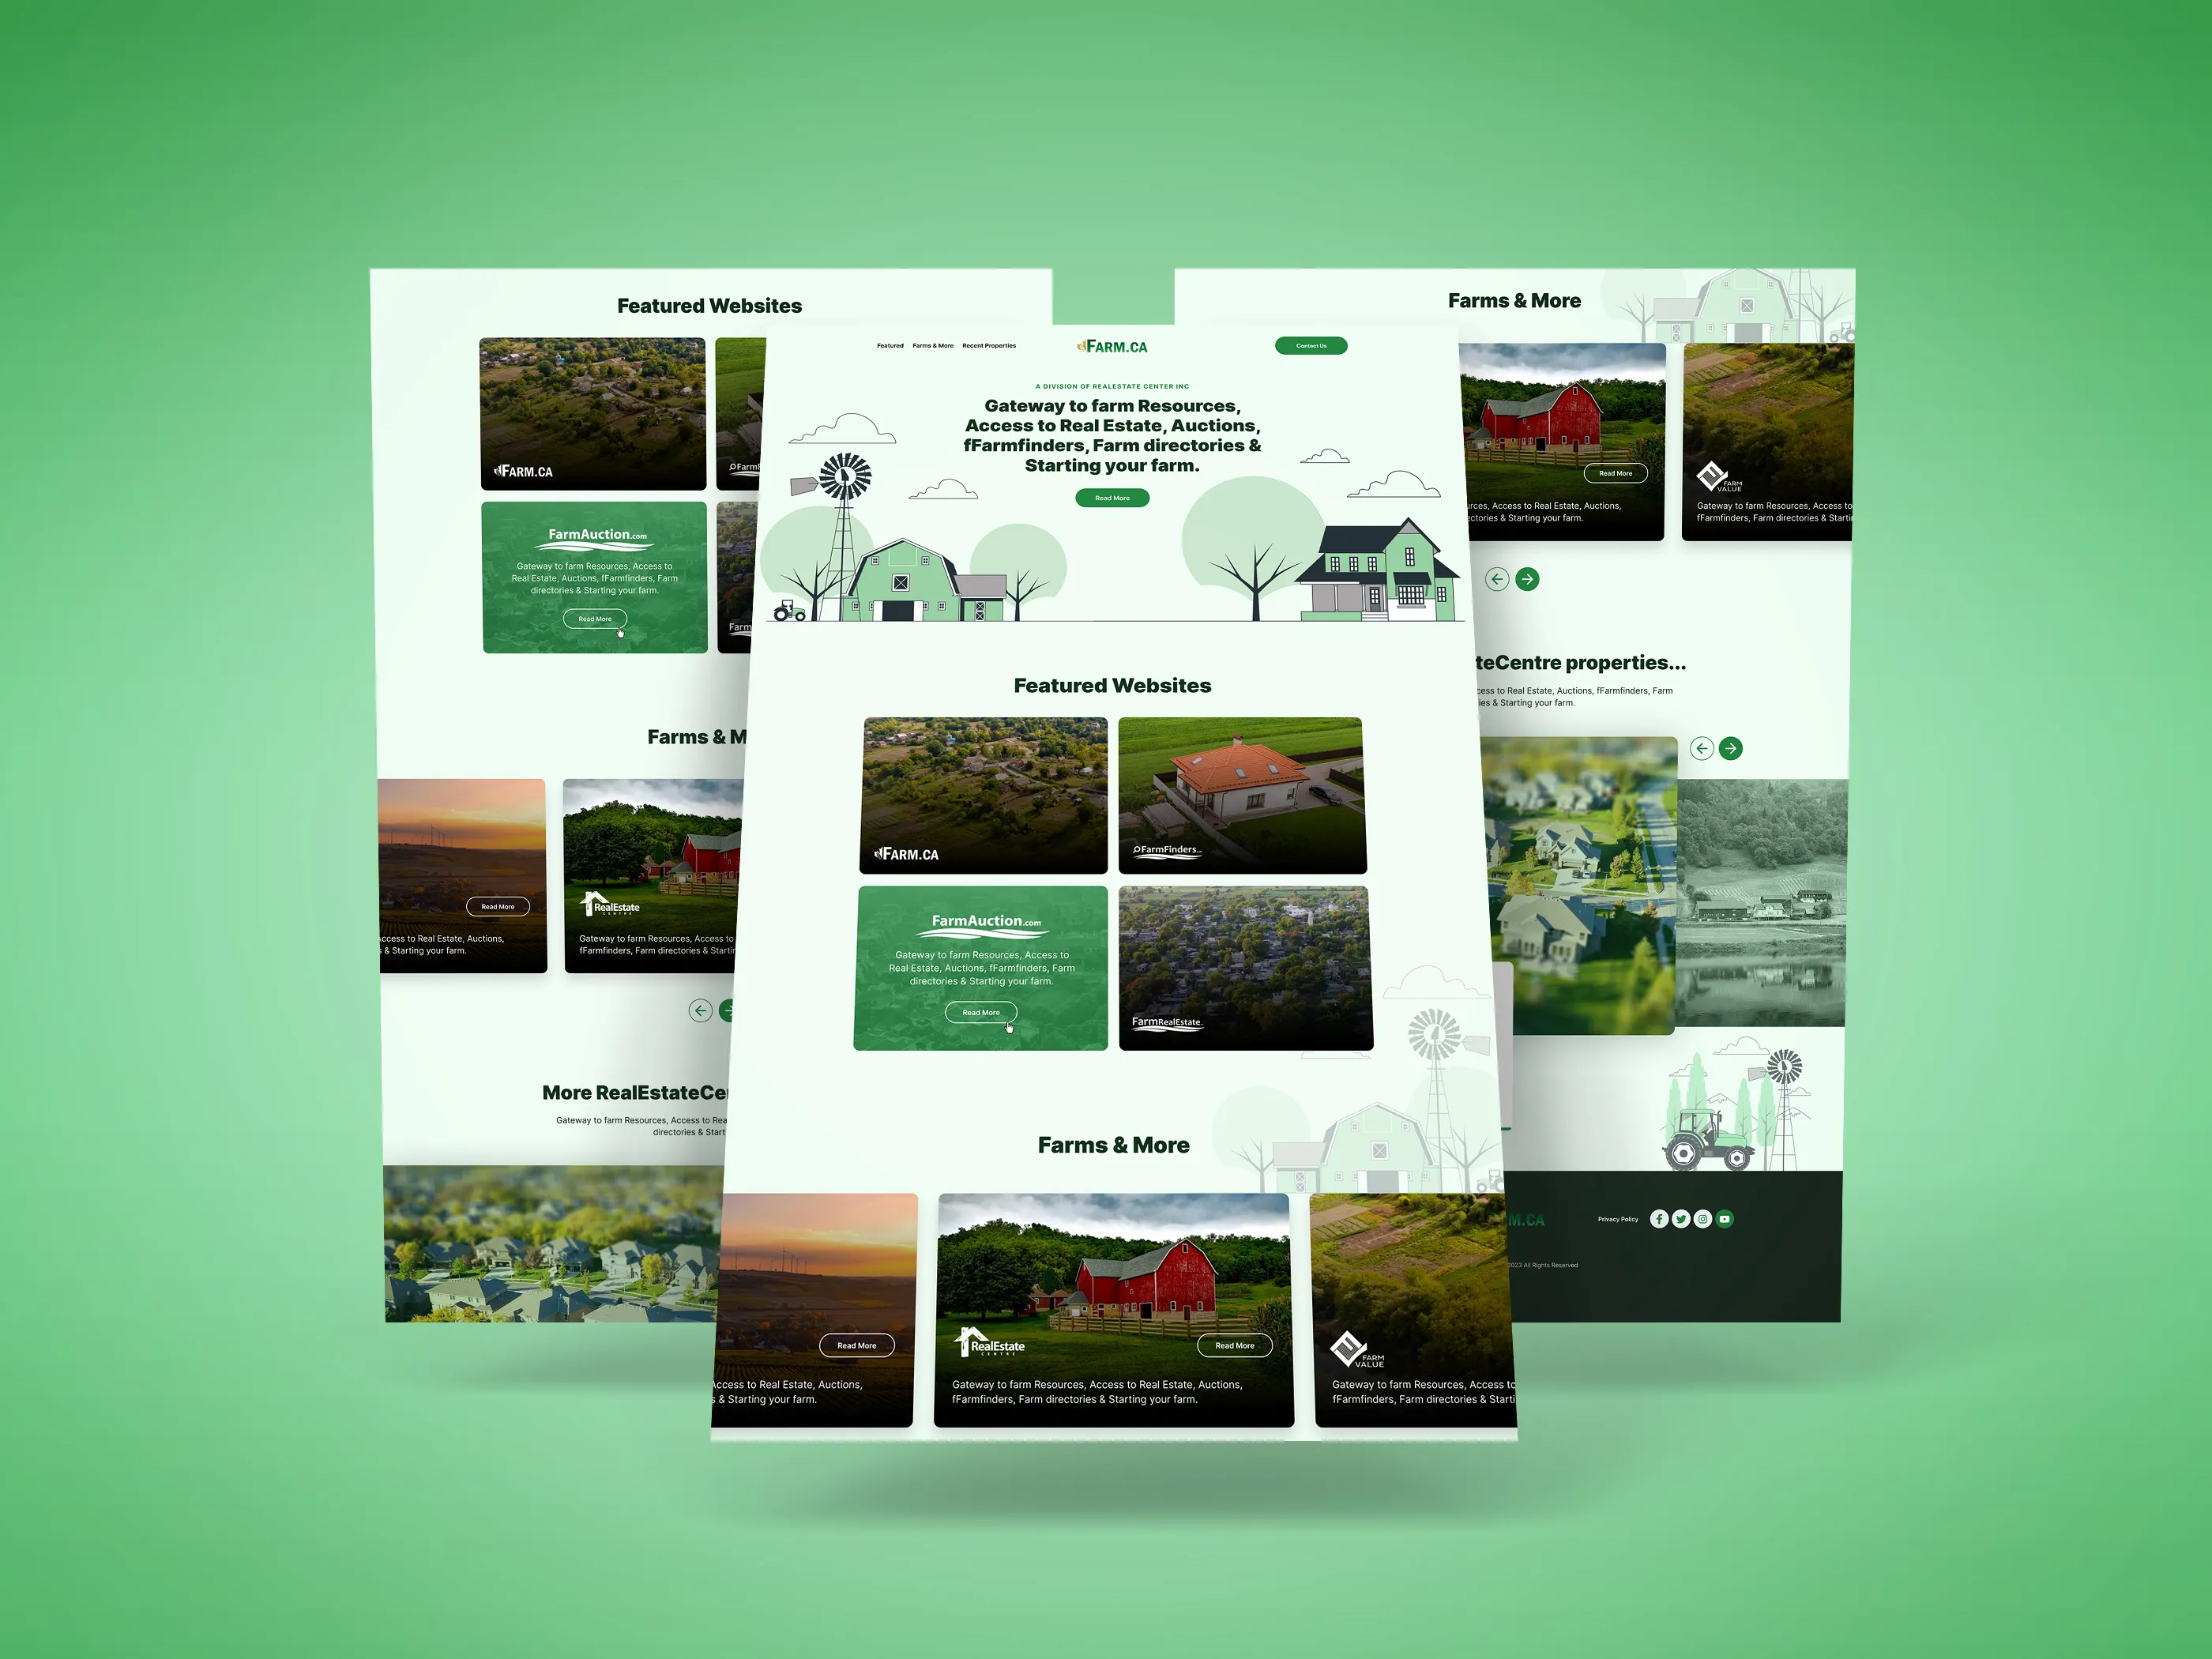 Featured Websites
FARM.CA
FarmF
FarmAuction.com
Gateway to farm Resources, Access to
Real Estate, Auctions, fFarmfinders, Farm
directories & Starting your farm.
Read More
Farm
Farms & M
Read More
Access to Real Estate, Auctions,
& Starting your farm.
RealEstate
CENTRE
Gateway to farm Resources, Access to
fFarmfinders, Farm directories & Startin
More RealEstateCe
Gateway to farm Resources, Access to Rea
directories & Start
Featured Farms & More Recent Properties
FARM.CA
Contact Us
A DIVISION OF REALESTATE CENTER INC
Gateway to farm Resources,
Access to Real Estate, Auctions,
fFarmfinders, Farm directories &
Starting your farm.
Read More
Featured Websites
FARM.CA
FarmFinders
FarmAuction.com
Gateway to farm Resources, Access to
Real Estate, Auctions, fFarmfinders, Farm
directories & Starting your farm.
Read More
FarmRealEstate
Farms & More
Read More
Access to Real Estate, Auctions,
& Starting your farm.
RealEstate
CENTRE
Read More
Gateway to farm Resources, Access to Real Estate, Auctions,
fFarmfinders, Farm directories & Starting your farm.
FARM
VALUE
Gateway to farm Resources, Access to
fFarmfinders, Farm directories & Starti
Farms & More
Read More
urces, Access to Real Estate, Auctions,
ectories & Starting your farm.
FARM
VALUE
Gateway to farm Resources, Access to
fFarmfinders, Farm directories & Starti
teCentre properties...
cess to Real Estate, Auctions, fFarmfinders, Farm
ies & Starting your farm.
M.CA
Privacy Policy
2023 All Rights Reserved